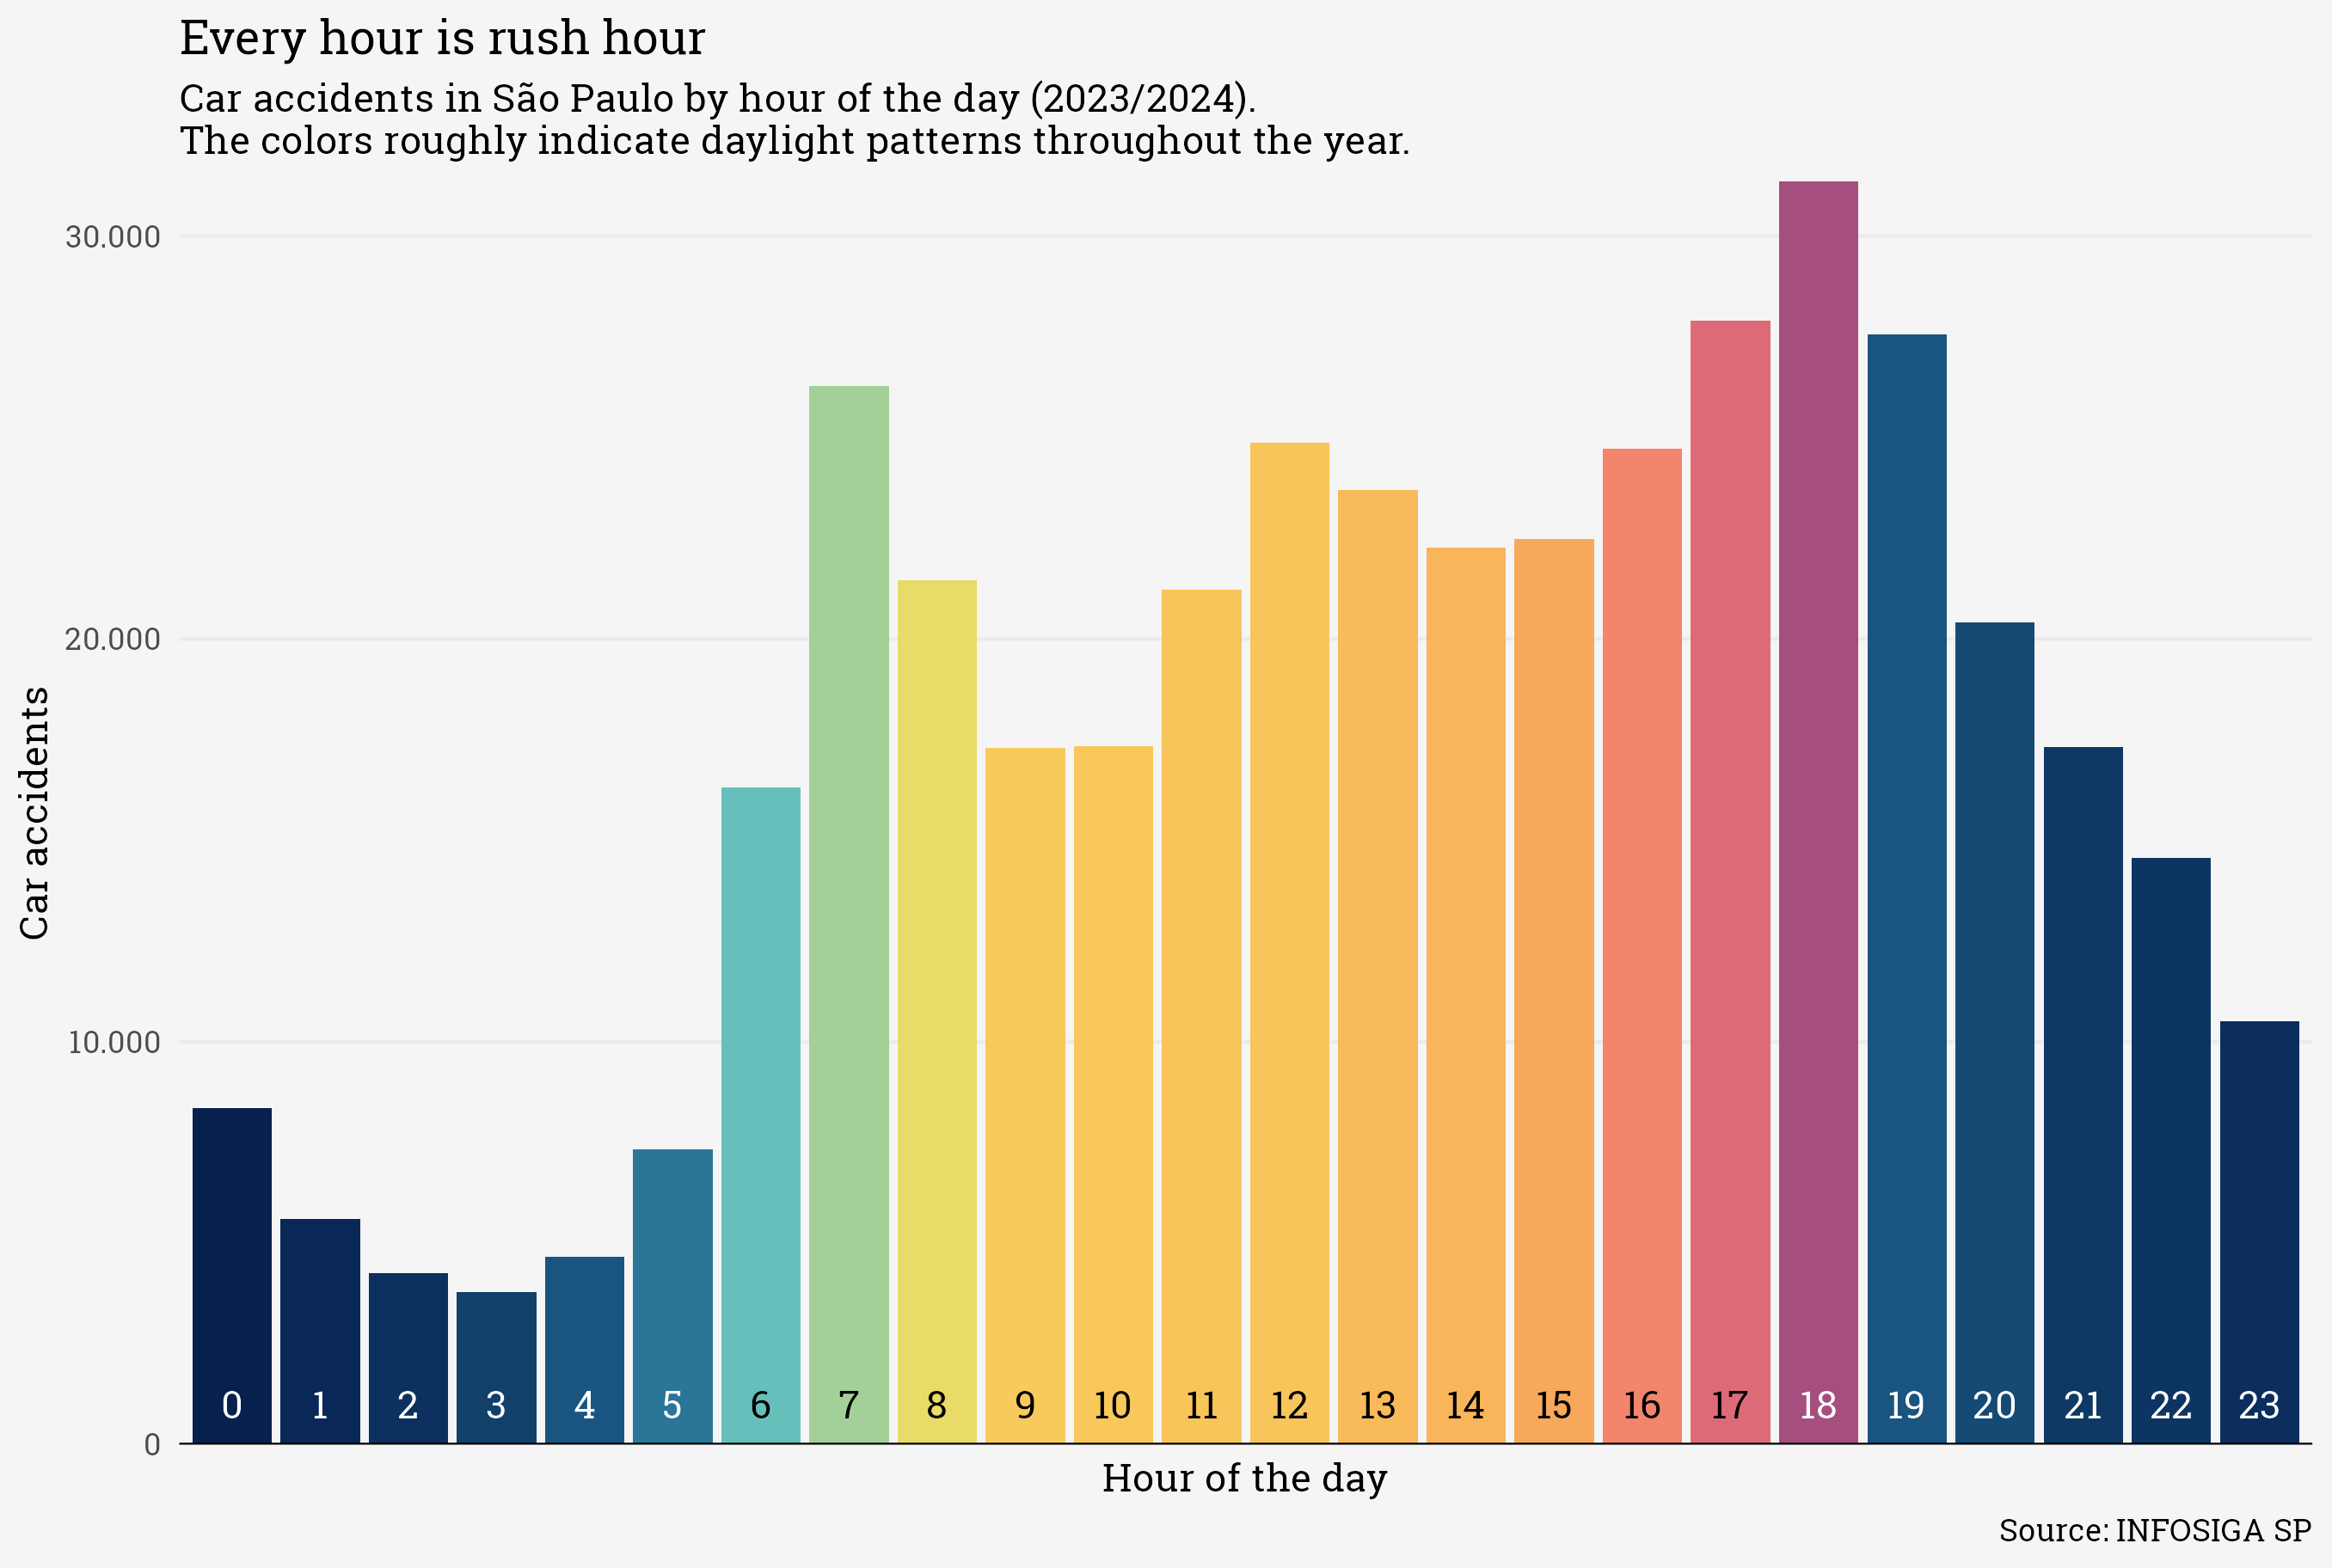 Every hour is rush hour
Car accidents in São Paulo by hour of the day (2023/2024).
The colors roughly indicate daylight patterns throughout the year.
30.000
20.000
10.000
0
Car accidents
0 1 2 3 4 5 6 7 8 9 10 11 12 13 14 15 16 17 18 19 20 21 22 23
Hour of the day
Source: INFOSIGA SP